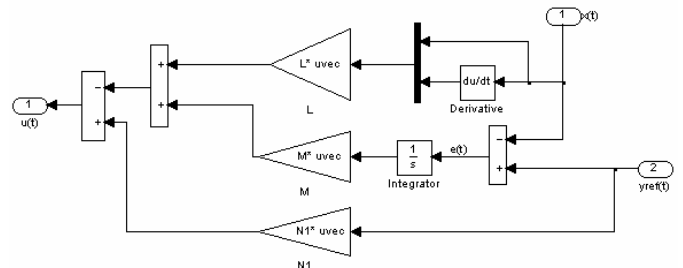 1
x(t)
+
+
L* uvec
L
du/dt
Derivative
−
+
1
u(t)
M* uvec
M
1
s
Integrator
e(t)
−
+
2
yref(t)
N1* uvec
N1